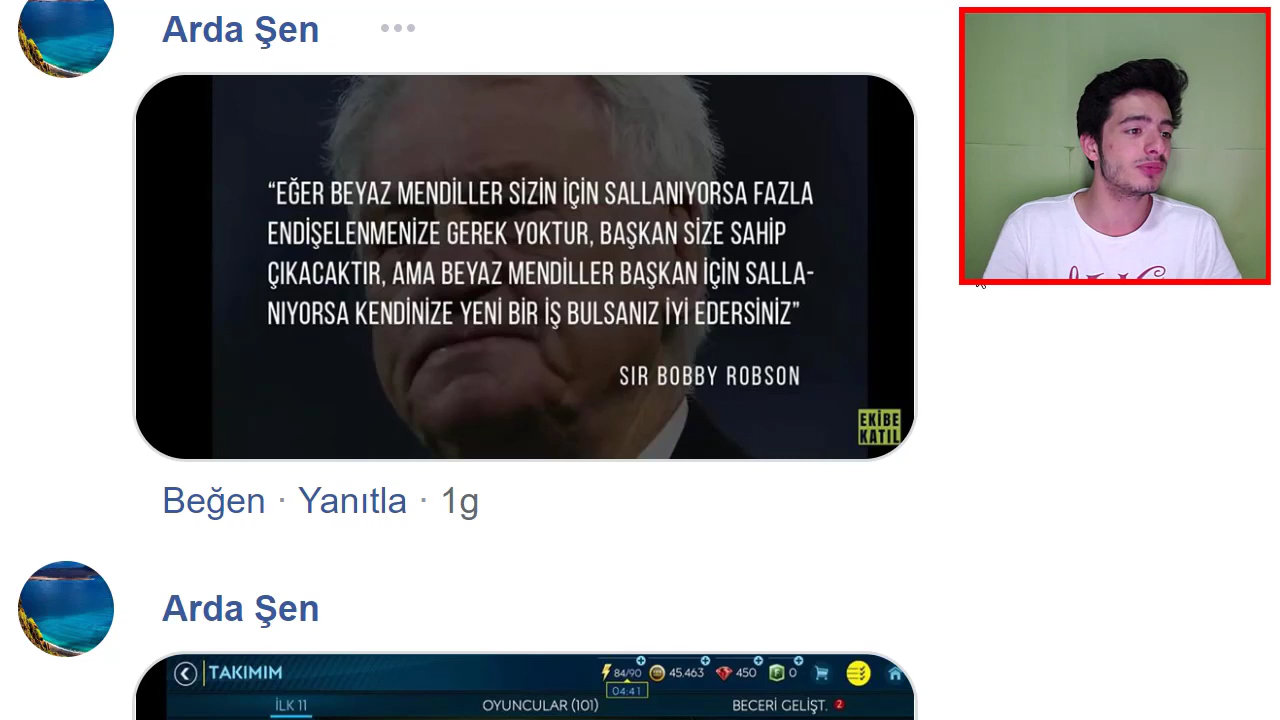 Arda Şen
“EĞER BEYAZ MENDİLLER SİZİN İÇİN SALLANIYORSA FAZLA
ENDİŞELENMENİZE GEREK YOKTUR, BAŞKAN SİZE SAHİP
ÇIKACAKTIR, AMA BEYAZ MENDİLLER BAŞKAN İÇİN SALLA-
NIYORSA KENDİNİZE YENİ BİR İŞ BULSANIZ İYİ EDERSİNİZ”
SIR BOBBY ROBSON
EKİBE
KATIL
Beğen · Yanıtla · 1g
Arda Şen
TAKIMIM
84/90 45.463 450 0
04:41
İLK 11 OYUNCULAR (101) BECERİ GELİŞT. 2